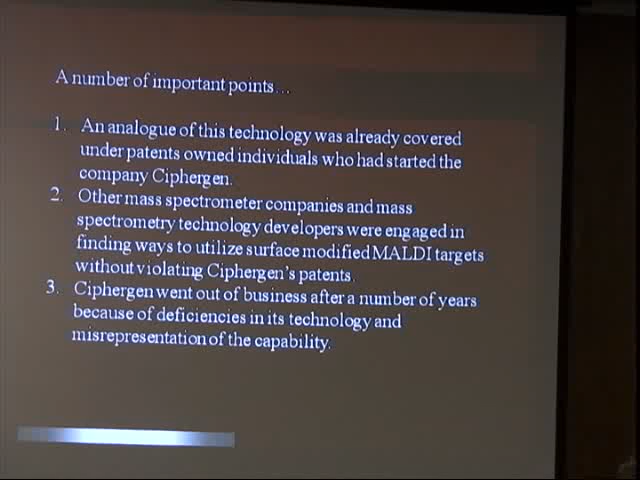 A number of important points…
1. An analogue of this technology was already covered
under patents owned individuals who had started the
company Ciphergen.
2. Other mass spectrometer companies and mass
spectrometry technology developers were engaged in
finding ways to utilize surface modified MALDI targets
without violating Ciphergen's patents.
3. Ciphergen went out of business after a number of years
because of deficiencies in its technology and
misrepresentation of the capability.